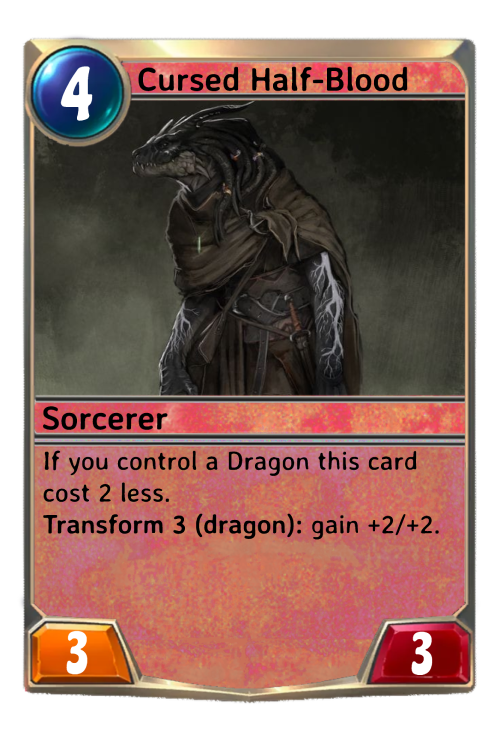 4
Cursed Half-Blood
Sorcerer
If you control a Dragon this card
cost 2 less.
Transform 3 (dragon): gain +2/+2.
3
3